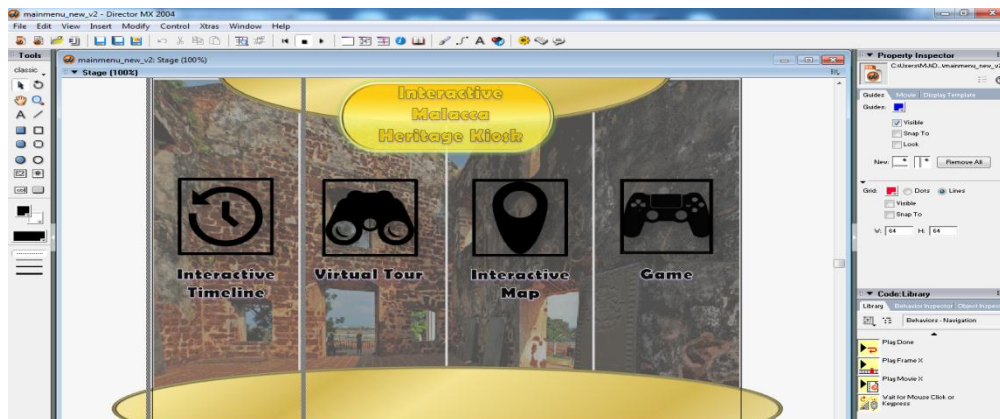 mainmenu_new_v2 - Director MX 2004
File Edit View Insert Modify Control Xtras Window Help
Tools
classic
mainmenu_new_v2: Stage (100%)
Stage (100%)
Interactive
Malacca
Heritage Kiosk
Interactive
Timeline
Virtual Tour
Interactive
Map
Game
Property Inspector
Guides Movie Display Template
Guides:
Visible
Snap To
Lock
New: Remove All
Grid: Dots Lines
Visible
Snap To
W: 64 H: 64
Code: Library
Library Behavior Inspector Object Inspec
Behaviors - Navigation
Play Done
Play Frame X
Play Movie X
Wait for Mouse Click or
Keypress